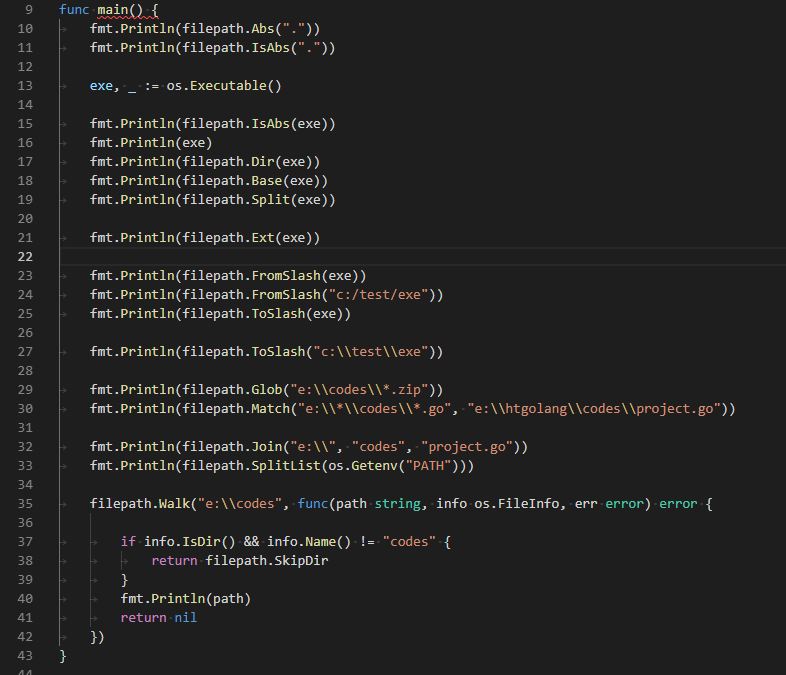 9 func main() {
10 fmt.Println(filepath.Abs("."))
11 fmt.Println(filepath.IsAbs("."))
12
13 exe, _ := os.Executable()
14
15 fmt.Println(filepath.IsAbs(exe))
16 fmt.Println(exe)
17 fmt.Println(filepath.Dir(exe))
18 fmt.Println(filepath.Base(exe))
19 fmt.Println(filepath.Split(exe))
20
21 fmt.Println(filepath.Ext(exe))
22
23 fmt.Println(filepath.FromSlash(exe))
24 fmt.Println(filepath.FromSlash("c:/test/exe"))
25 fmt.Println(filepath.ToSlash(exe))
26
27 fmt.Println(filepath.ToSlash("c:\\test\\exe"))
28
29 fmt.Println(filepath.Glob("e:\\codes\\*.zip"))
30 fmt.Println(filepath.Match("e:\\*\\codes\\*.go", "e:\\htgolang\\codes\\project.go"))
31
32 fmt.Println(filepath.Join("e:\\", "codes", "project.go"))
33 fmt.Println(filepath.SplitList(os.Getenv("PATH")))
34
35 filepath.Walk("e:\\codes", func(path string, info os.FileInfo, err error) error {
36
37 if info.IsDir() && info.Name() != "codes" {
38 return filepath.SkipDir
39 }
40 fmt.Println(path)
41 return nil
42 })
43 }
44